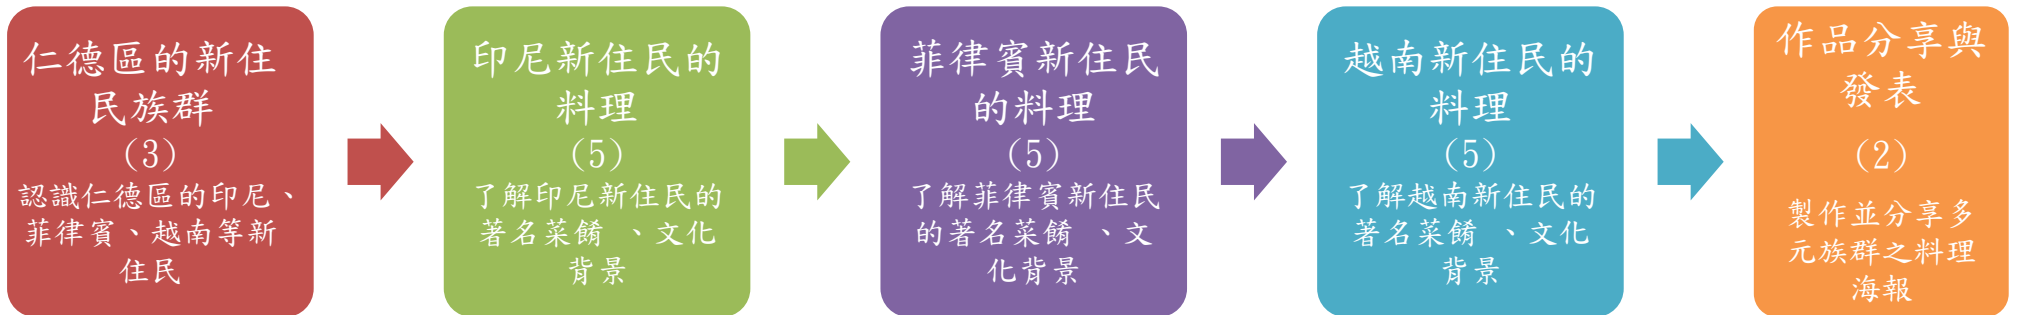 仁德區的新住
民族群
(3)
認識仁德區的印尼、
菲律賓、越南等新
住民
印尼新住民的
料理
(5)
了解印尼新住民的
著名菜餚 、文化
背景
菲律賓新住民
的料理
(5)
了解菲律賓新住民
的著名菜餚 、文
化背景
越南新住民的
料理
(5)
了解越南新住民的
著名菜餚 、文化
背景
作品分享與
發表
(2)
製作並分享多
元族群之料理
海報